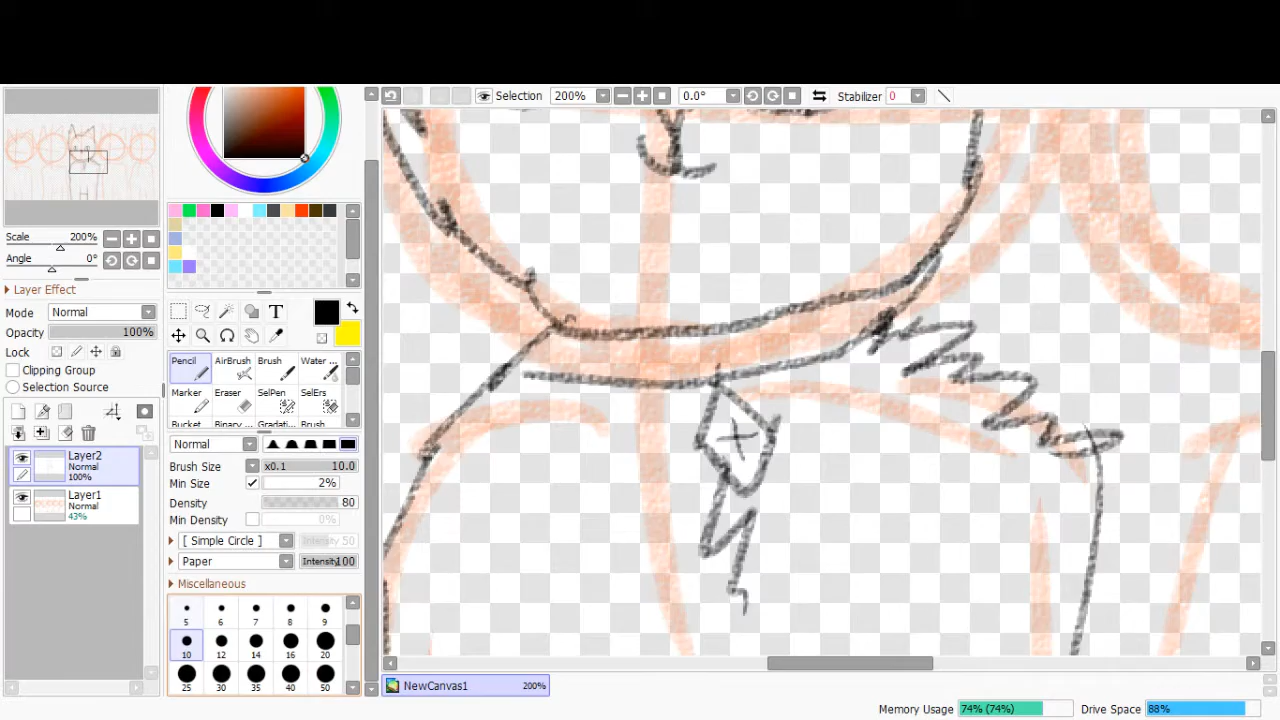 Selection 200% 0.0° Stabilizer 0
Scale 200%
Angle 0°
Layer Effect
Mode Normal
Opacity 100%
Lock
Clipping Group
Selection Source
Layer2
Normal
100%
Layer1
Normal
43%
T
Pencil AirBrush Brush Water ...
Marker Eraser SelPen SelErs
Bucket Binary ... Gradati... Brush
Normal
Brush Size x0.1 10.0
Min Size 2%
Density 80
Min Density 0%
[ Simple Circle ] Intensity 50
Paper Intensity 100
Miscellaneous
5 6 7 8 9
10 12 14 16 20
25 30 35 40 50
NewCanvas1 200%
Memory Usage 74% (74%) Drive Space 88%